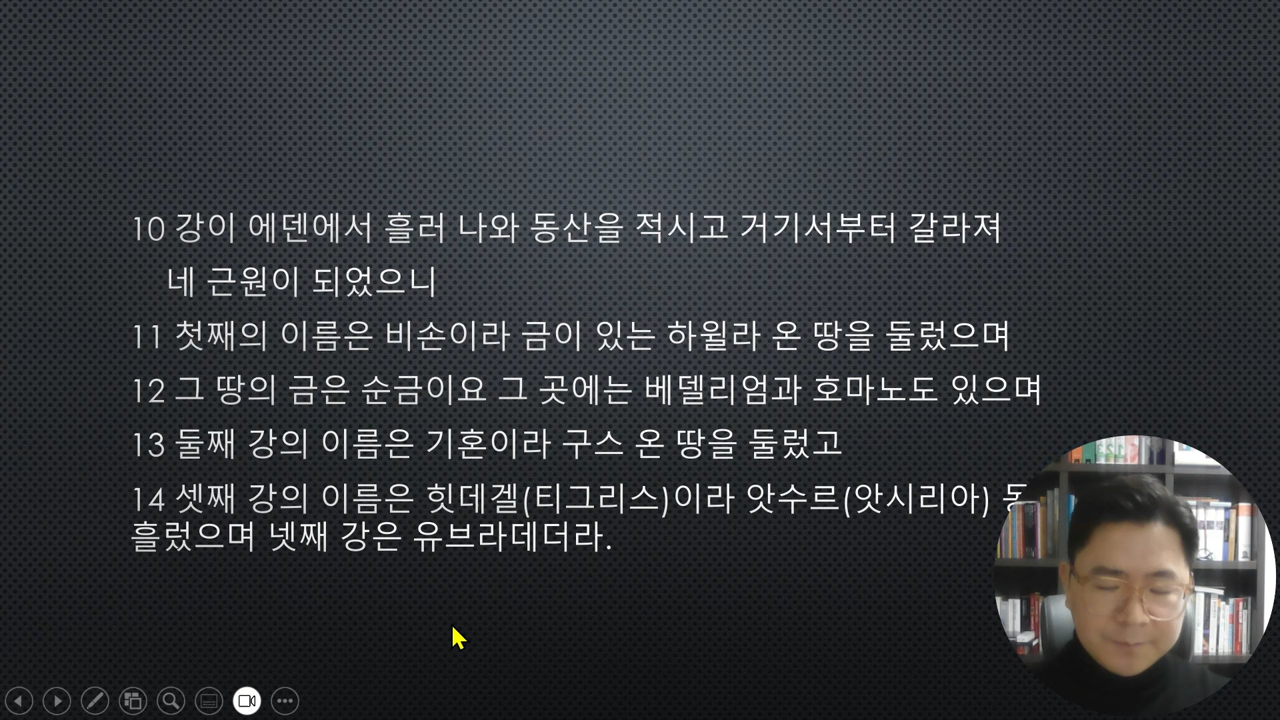 10 강이 에덴에서 흘러 나와 동산을 적시고 거기서부터 갈라져
네 근원이 되었으니
11 첫째의 이름은 비손이라 금이 있는 하윌라 온 땅을 둘렀으며
12 그 땅의 금은 순금이요 그 곳에는 베델리엄과 호마노도 있으며
13 둘째 강의 이름은 기혼이라 구스 온 땅을 둘렀고
14 셋째 강의 이름은 힛데겔(티그리스)이라 앗수르(앗시리아)
흘렀으며 넷째 강은 유브라데더라.